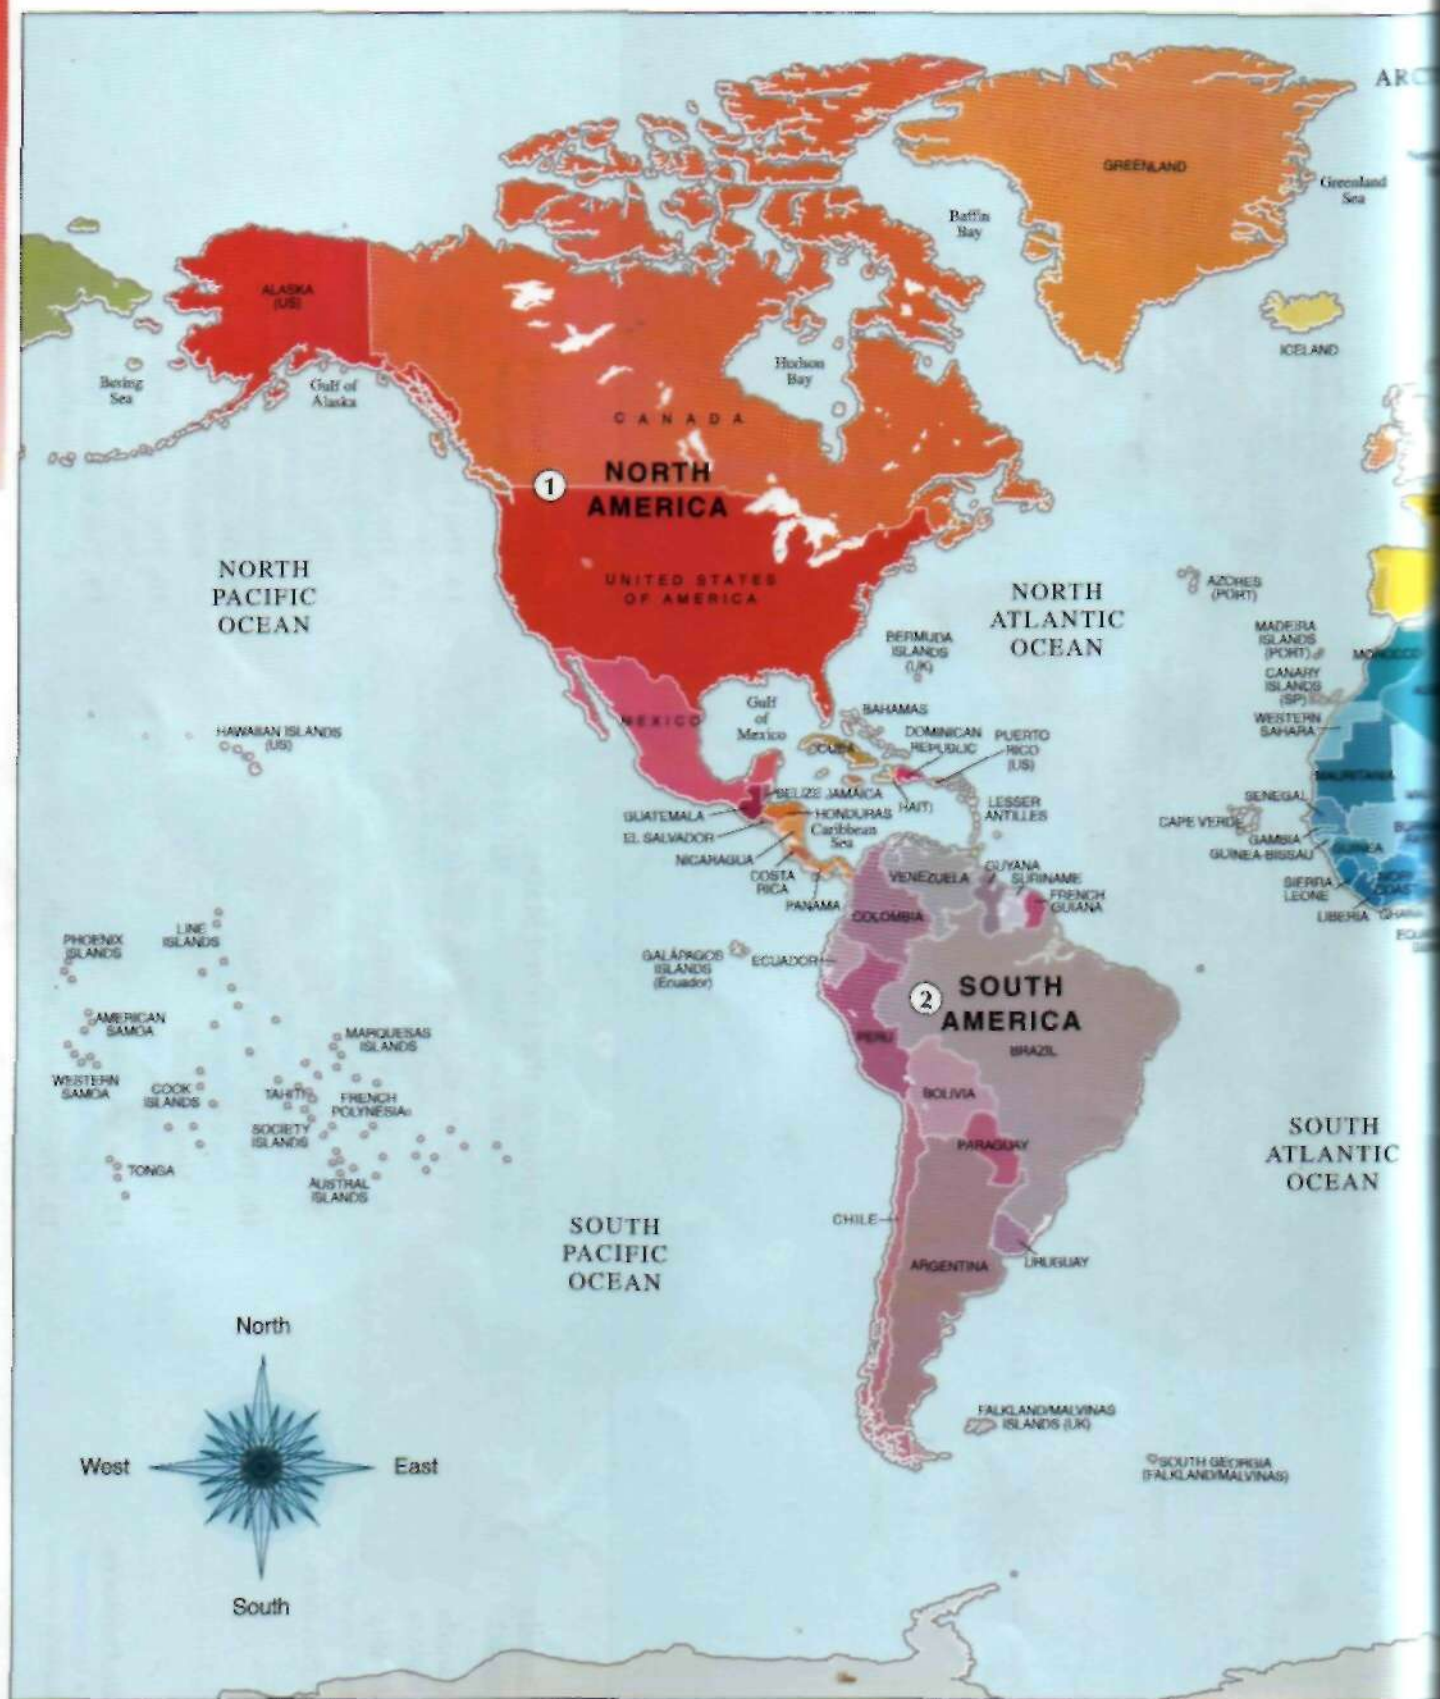 ARC
GREENLAND
Greenland
Sea
Baffin
Bay
ALASKA
(US)
ICELAND
Hudson
Bay
Bering
Sea
Gulf of
Alaska
CANADA
1
NORTH
AMERICA
NORTH
PACIFIC
OCEAN
UNITED STATES
OF AMERICA
NORTH
ATLANTIC
OCEAN
AZORES
(PORT)
BERMUDA
ISLANDS
(UK)
MADEIRA
ISLANDS
(PORT)
MOROCCO
CANARY
ISLANDS
(SP)
WESTERN
SAHARA
Gulf
of
Mexico
BAHAMAS
MEXICO
HAWAIIAN ISLANDS
(US)
CUBA
DOMINICAN
REPUBLIC
PUERTO
RICO
(US)
MAURITANIA
BELIZE
JAMAICA
HAITI
LESSER
ANTILLES
SENEGAL
GUATEMALA
HONDURAS
CAPE VERDE
EL SALVADOR
Caribbean
Sea
GAMBIA
GUINEA-BISSAU
GUINEA
NICARAGUA
COSTA
RICA
PANAMA
VENEZUELA
GUYANA
SURINAME
FRENCH
GUIANA
SIERRA
LEONE
LIBERIA
GHANA
COLOMBIA
LINE
ISLANDS
PHOENIX
ISLANDS
GALÁPAGOS
ISLANDS
(Ecuador)
ECUADOR
2
SOUTH
AMERICA
AMERICAN
SAMOA
MARQUESAS
ISLANDS
PERU
BRAZIL
WESTERN
SAMOA
COOK
ISLANDS
TAHITI
FRENCH
POLYNESIA
BOLIVIA
SOCIETY
ISLANDS
PARAGUAY
SOUTH
ATLANTIC
OCEAN
TONGA
AUSTRAL
ISLANDS
CHILE
SOUTH
PACIFIC
OCEAN
ARGENTINA
URUGUAY
North
FALKLAND/MALVINAS
ISLANDS (UK)
West
East
SOUTH GEORGIA
(FALKLAND/MALVINAS)
South